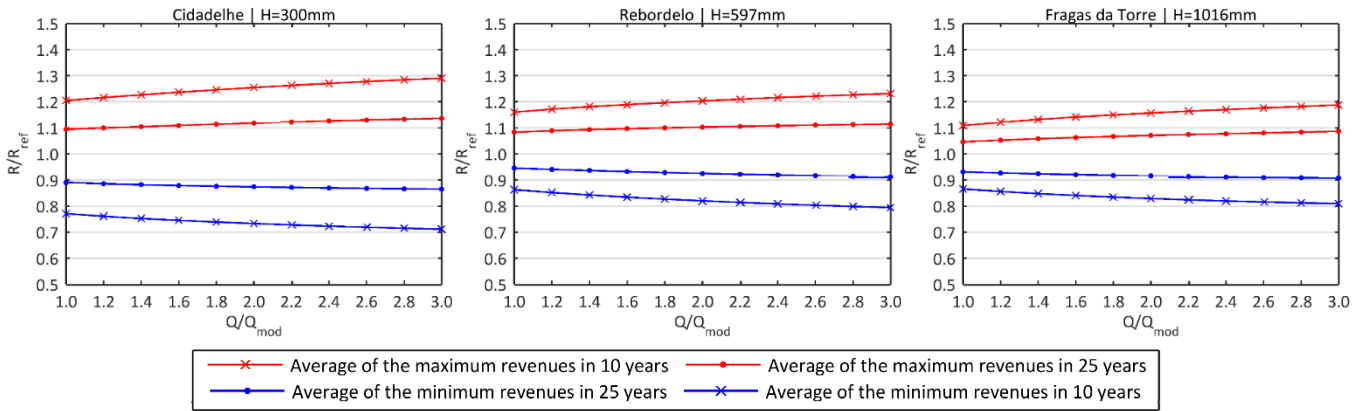 Cidadelhe | H=300mm
1.5
1.4
1.3
1.2
1.1
1.0
0.9
0.8
0.7
0.6
0.5
R/R_ref
1.0 1.2 1.4 1.6 1.8 2.0 2.2 2.4 2.6 2.8 3.0
Q/Q_mod
Rebordelo | H=597mm
1.5
1.4
1.3
1.2
1.1
1.0
0.9
0.8
0.7
0.6
0.5
R/R_ref
1.0 1.2 1.4 1.6 1.8 2.0 2.2 2.4 2.6 2.8 3.0
Q/Q_mod
Fragas da Torre | H=1016mm
1.5
1.4
1.3
1.2
1.1
1.0
0.9
0.8
0.7
0.6
0.5
R/R_ref
1.0 1.2 1.4 1.6 1.8 2.0 2.2 2.4 2.6 2.8 3.0
Q/Q_mod
Average of the maximum revenues in 10 years
Average of the maximum revenues in 25 years
Average of the minimum revenues in 25 years
Average of the minimum revenues in 10 years